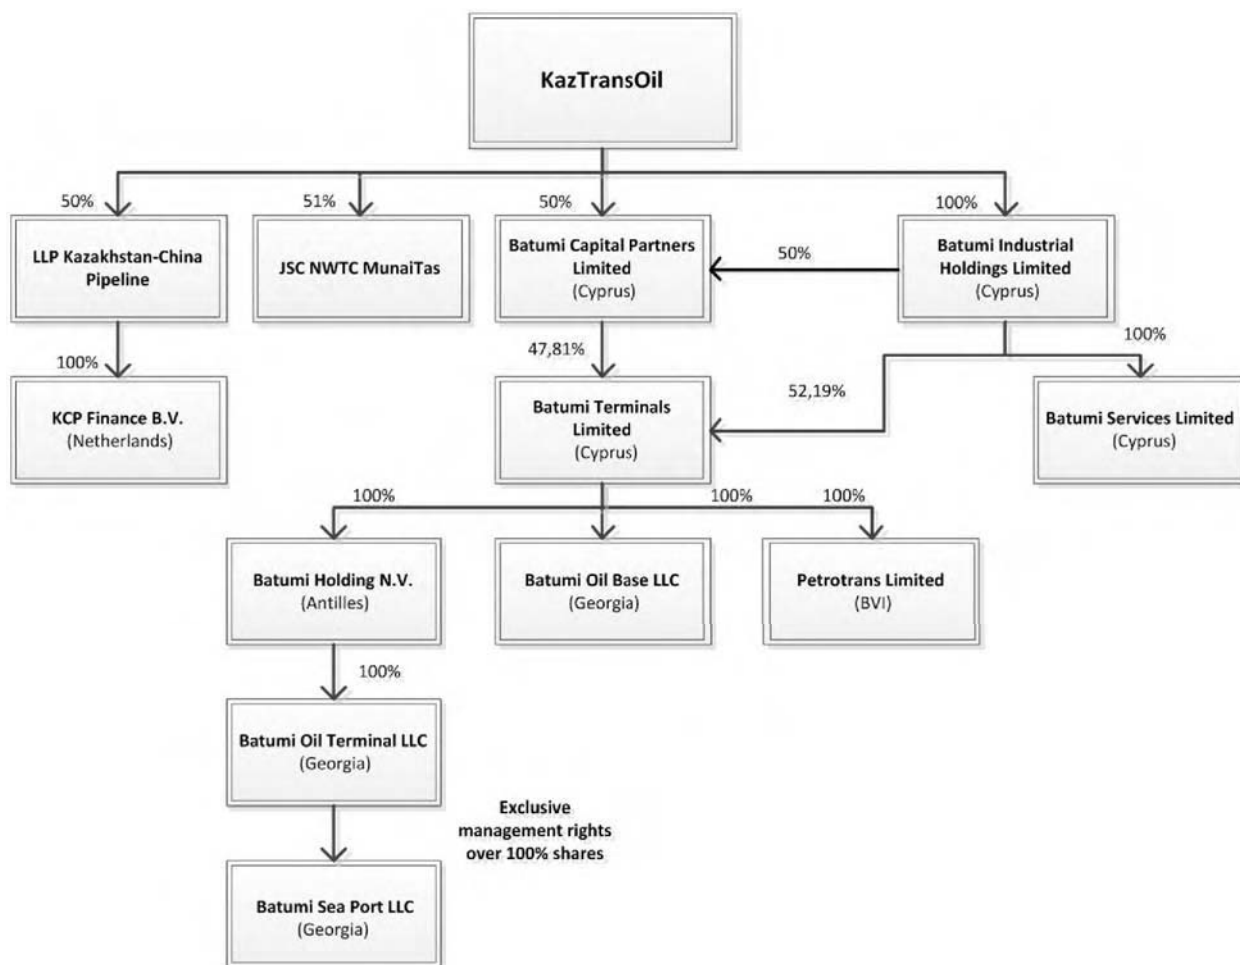 KazTransOil
50%
51%
50%
100%
LLP Kazakhstan-China
Pipeline
JSC NWTC MunaiTas
Batumi Capital Partners
Limited
(Cyprus)
50%
Batumi Industrial
Holdings Limited
(Cyprus)
100%
47,81%
100%
52,19%
KCP Finance B.V.
(Netherlands)
Batumi Terminals
Limited
(Cyprus)
Batumi Services Limited
(Cyprus)
100%
100%
100%
Batumi Holding N.V.
(Antilles)
Batumi Oil Base LLC
(Georgia)
Petrotrans Limited
(BVI)
100%
Batumi Oil Terminal LLC
(Georgia)
Exclusive
management rights
over 100% shares
Batumi Sea Port LLC
(Georgia)